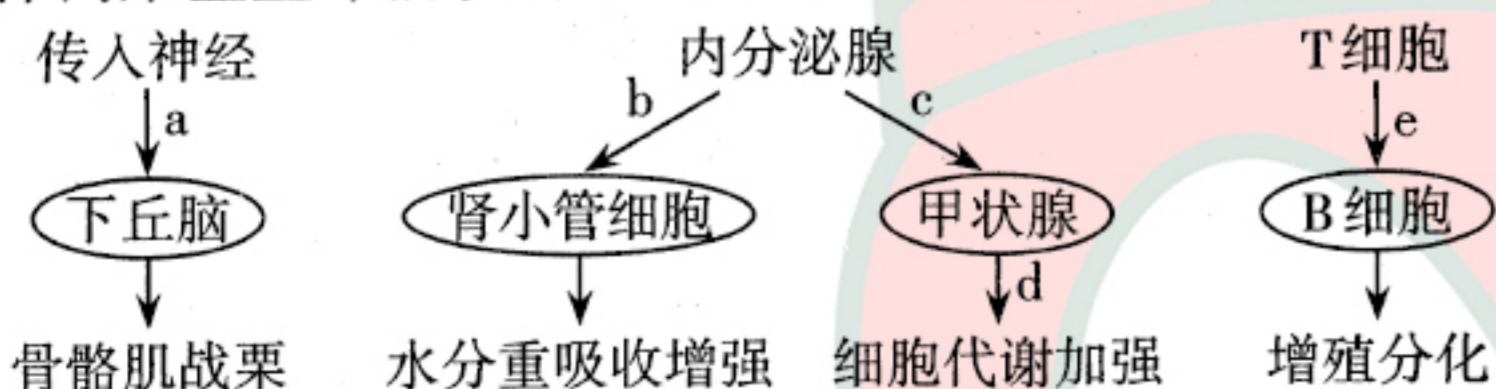 传入神经 内分泌腺 T细胞
a b c e
下丘脑 肾小管细胞 甲状腺 B细胞
d
骨骼肌战栗 水分重吸收增强 细胞代谢加强 增殖分化